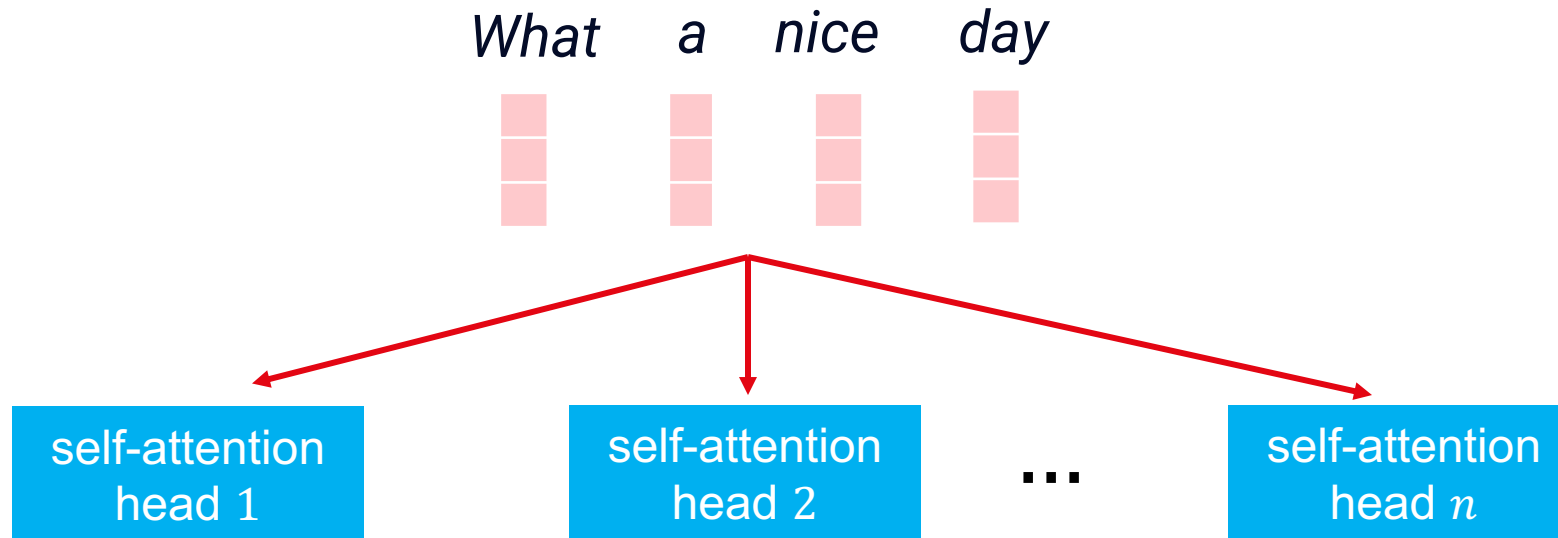 What a nice day
self-attention
head 1
self-attention
head 2
...
self-attention
head n